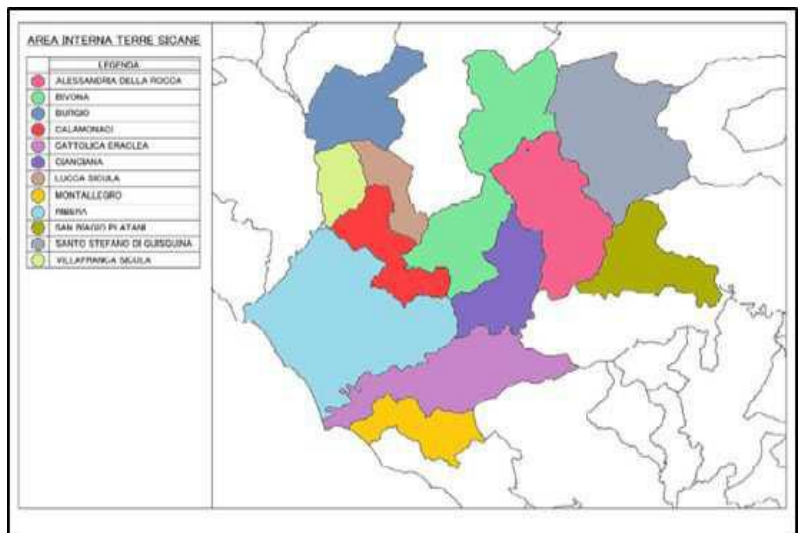 AREA INTERNA TERRE SICANE
LEGENDA
ALESSANDRIA DELLA ROCCA
BIVONA
BURGIO
CALAMONACI
CATTOLICA ERACLEA
CIANCIANA
LUCCA SICULA
MONTALLEGRO
RIBERA
SAN BIAGIO PLATANI
SANTO STEFANO DI QUISQUINA
VILLAFRANCA SICULA